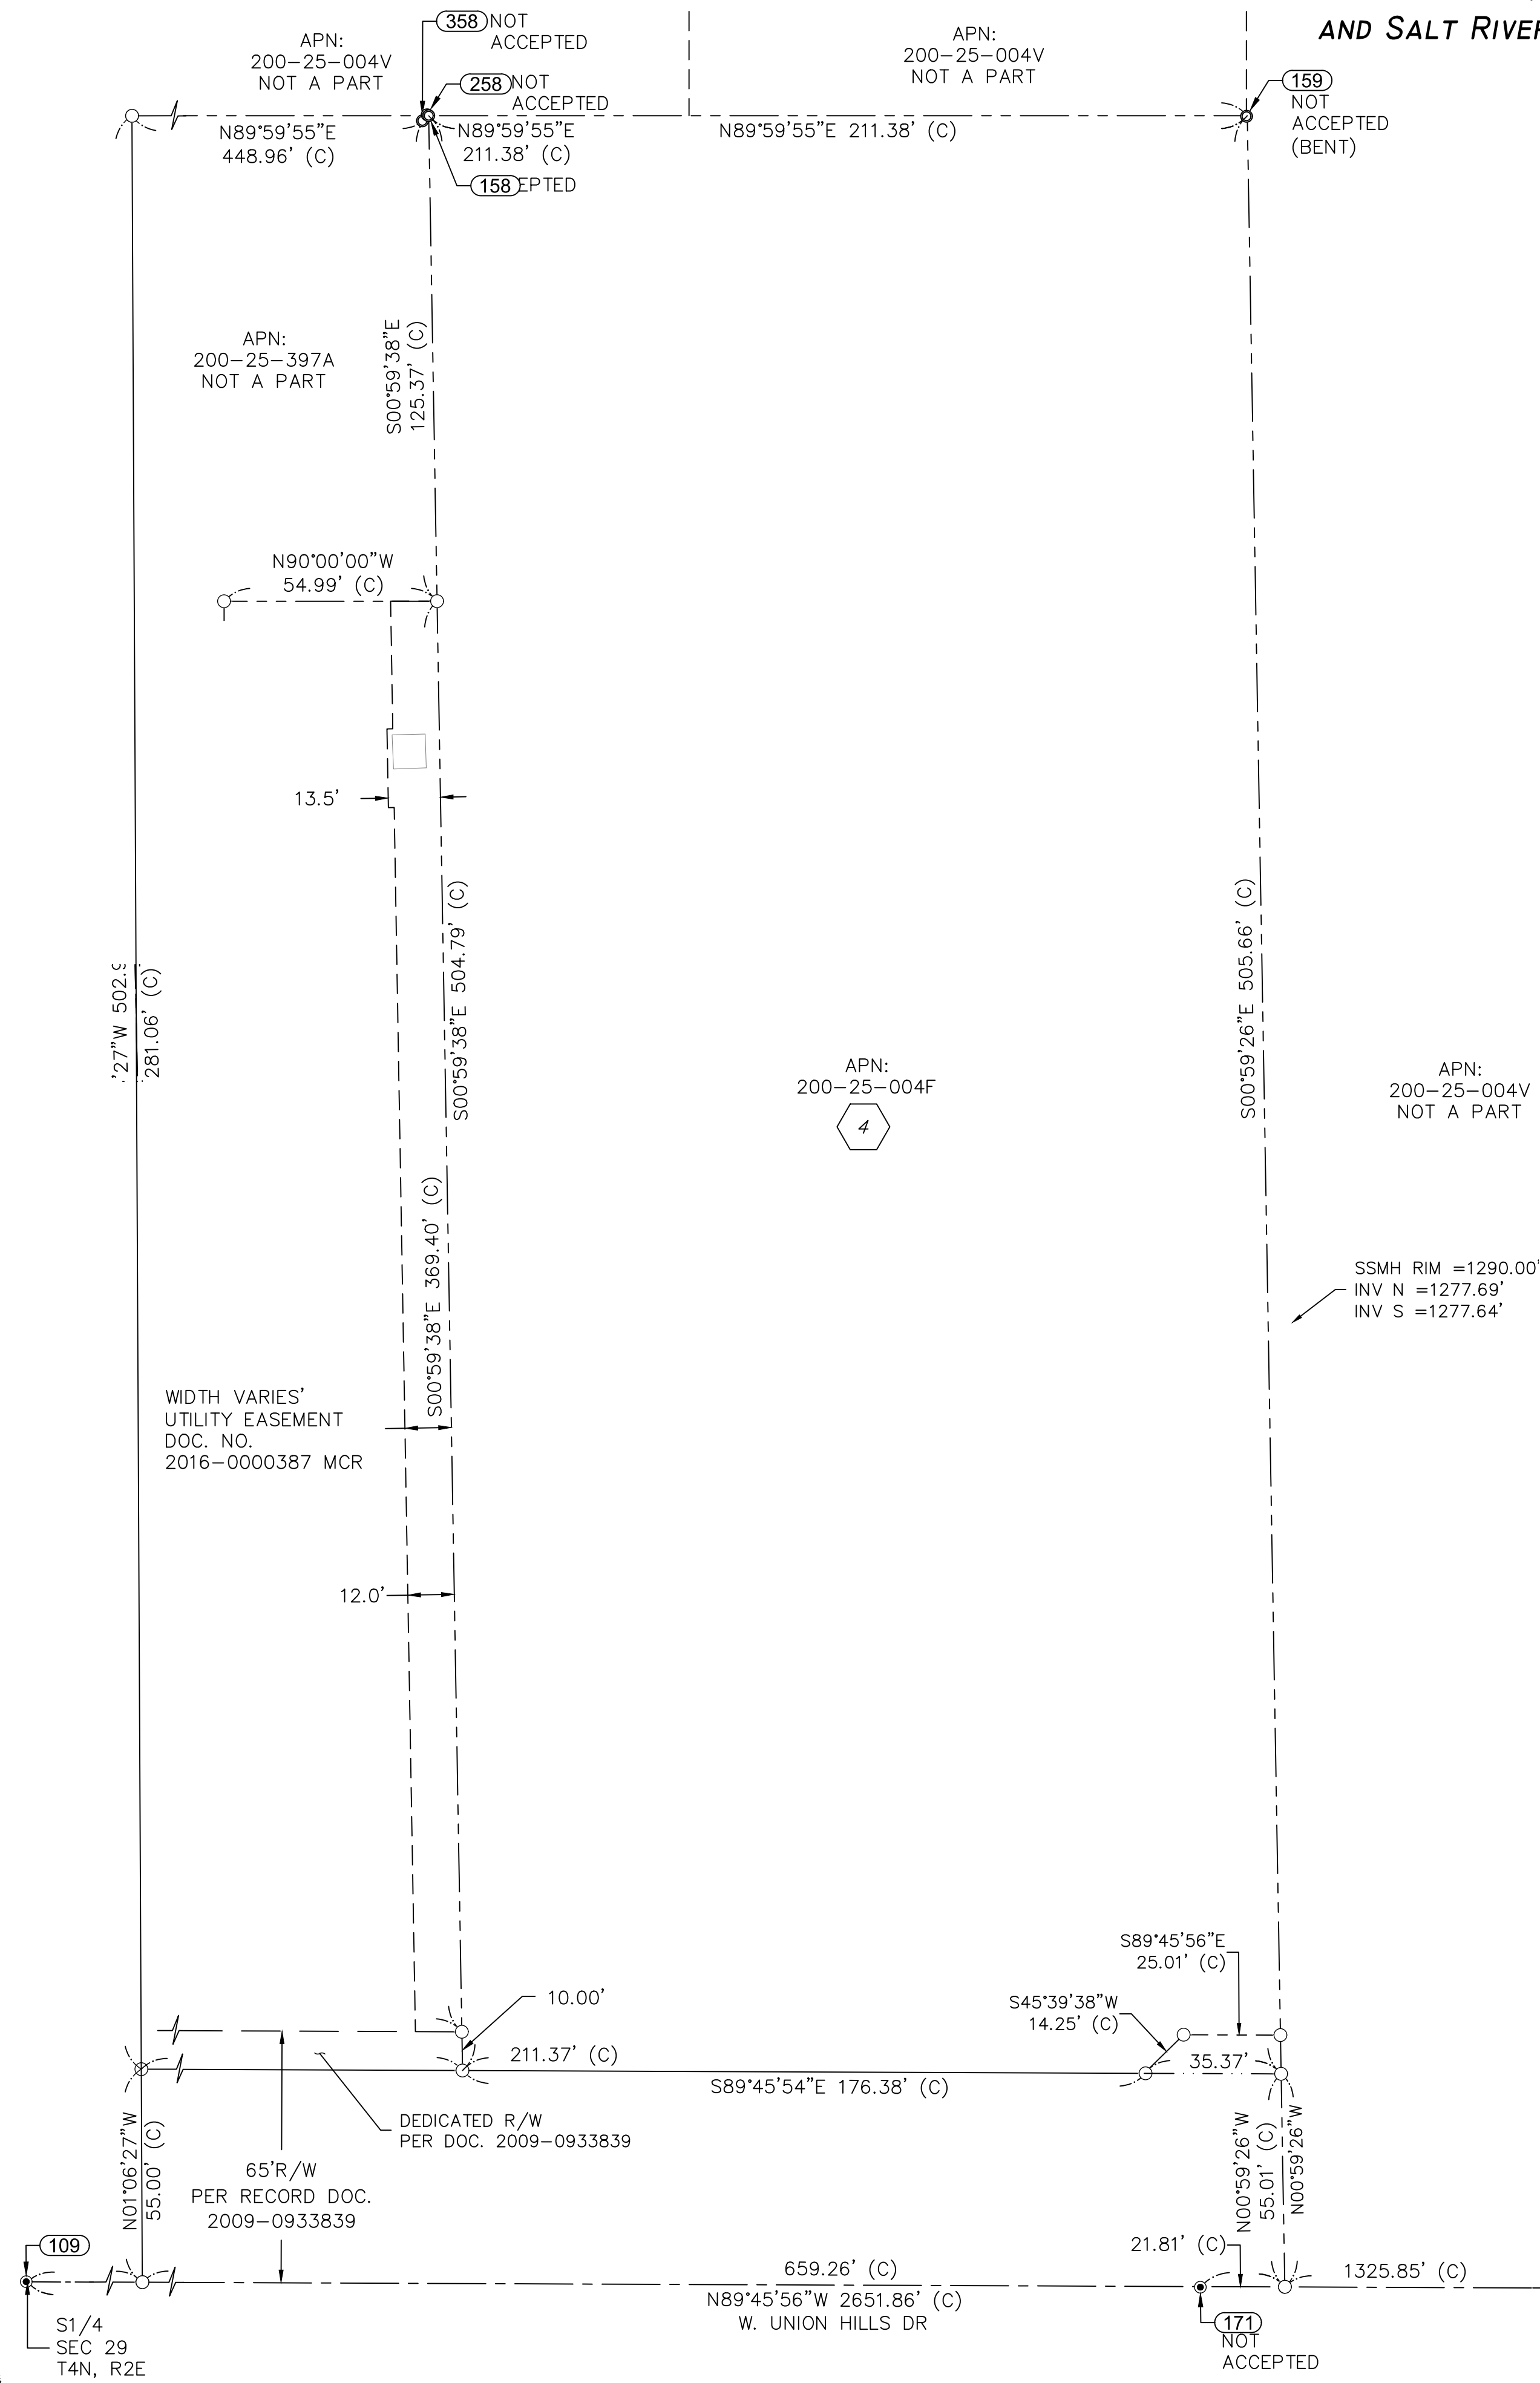 AND SALT RIVER
358
NOT
ACCEPTED
APN:
200-25-004V
NOT A PART
258
NOT
ACCEPTED
APN:
200-25-004V
NOT A PART
159
NOT
ACCEPTED
(BENT)
N89°59'55"E
448.96' (C)
N89°59'55"E
211.38' (C)
N89°59'55"E 211.38' (C)
158
EPTED
S00°59'38"E
125.37' (C)
APN:
200-25-397A
NOT A PART
N90°00'00"W
54.99' (C)
13.5'
S00°59'38"E 504.79' (C)
S00°59'26"E 505.66' (C)
'27"W 502.9
281.06' (C)
APN:
200-25-004F
4
APN:
200-25-004V
NOT A PART
S00°59'38"E 369.40' (C)
SSMH RIM =1290.00'
INV N =1277.69'
INV S =1277.64'
WIDTH VARIES'
UTILITY EASEMENT
DOC. NO.
2016-0000387 MCR
12.0'
S89°45'56"E
25.01' (C)
10.00'
S45°39'38"W
14.25' (C)
211.37' (C)
35.37'
S89°45'54"E 176.38' (C)
DEDICATED R/W
PER DOC. 2009-0933839
N01°06'27"W
55.00' (C)
65'R/W
PER RECORD DOC.
2009-0933839
N00°59'26"W
55.01' (C)
N00°59'26"W
109
21.81' (C)
659.26' (C)
1325.85' (C)
N89°45'56"W 2651.86' (C)
W. UNION HILLS DR
S1/4
SEC 29
T4N, R2E
171
NOT
ACCEPTED